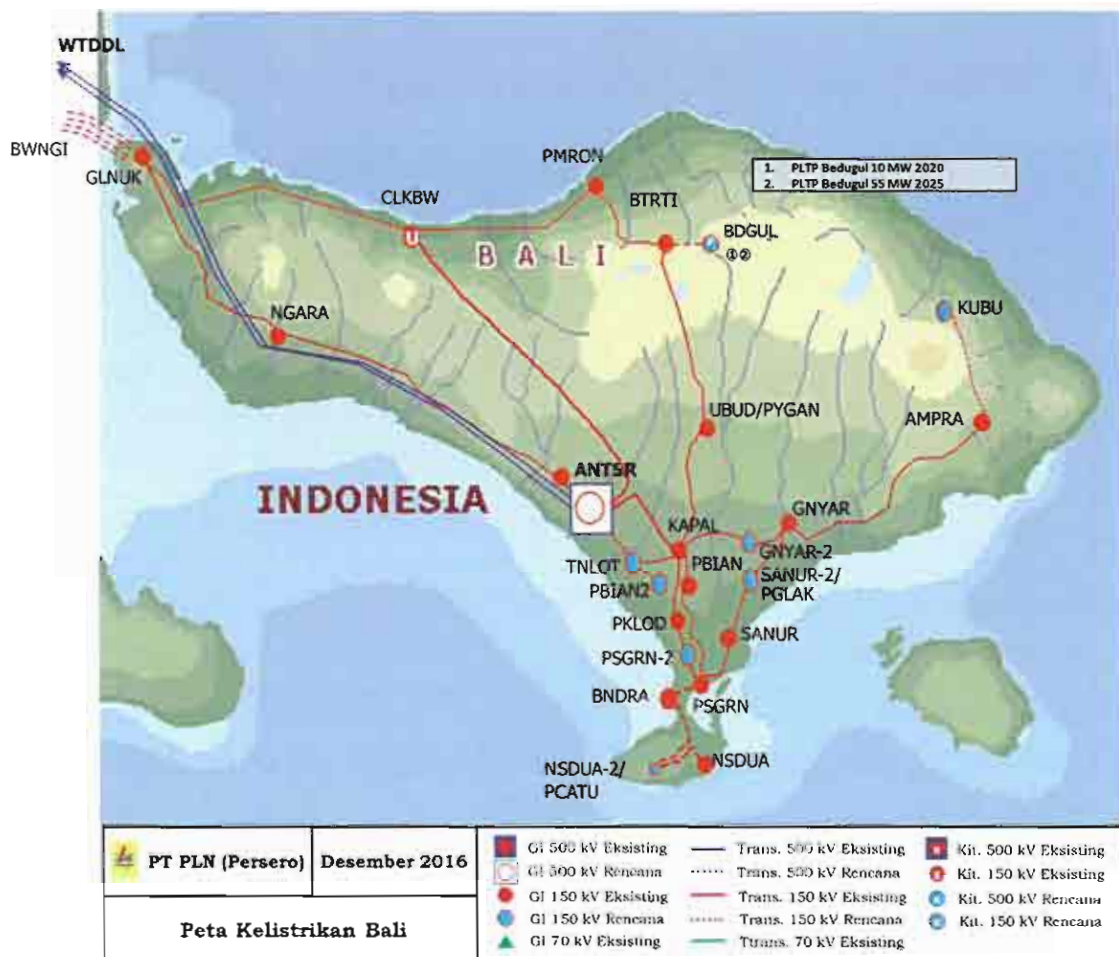 WTDDL
BWNGI
GLNUK
CLKBW
PMRON
BTRTI
1. PLTP Bedugul 10 MW 2020
2. PLTP Bedugul 55 MW 2025
BDGUL
①②
BALI
KUBU
NGARA
UBUD/PYGAN
AMPRA
ANTSR
INDONESIA
GNYAR
KAPAL
GNYAR-2
TNLOT
PBIAN
SANUR-2/
PGLAK
PBIAN2
PKLOD
SANUR
PSGRN-2
BNDRA
PSGRN
NSDUA-2/
PCATU
NSDUA
PT PLN (Persero)
Desember 2016
Peta Kelistrikan Bali
GI 500 kV Eksisting
GI 500 kV Rencana
GI 150 kV Eksisting
GI 150 kV Rencana
GI 70 kV Eksisting
Trans. 500 kV Eksisting
Trans. 500 kV Rencana
Trans. 150 kV Eksisting
Trans. 150 kV Rencana
Ttrans. 70 kV Eksisting
Kit. 500 kV Eksisting
Kit. 150 kV Eksisting
Kit. 500 kV Rencana
Kit. 150 kV Rencana